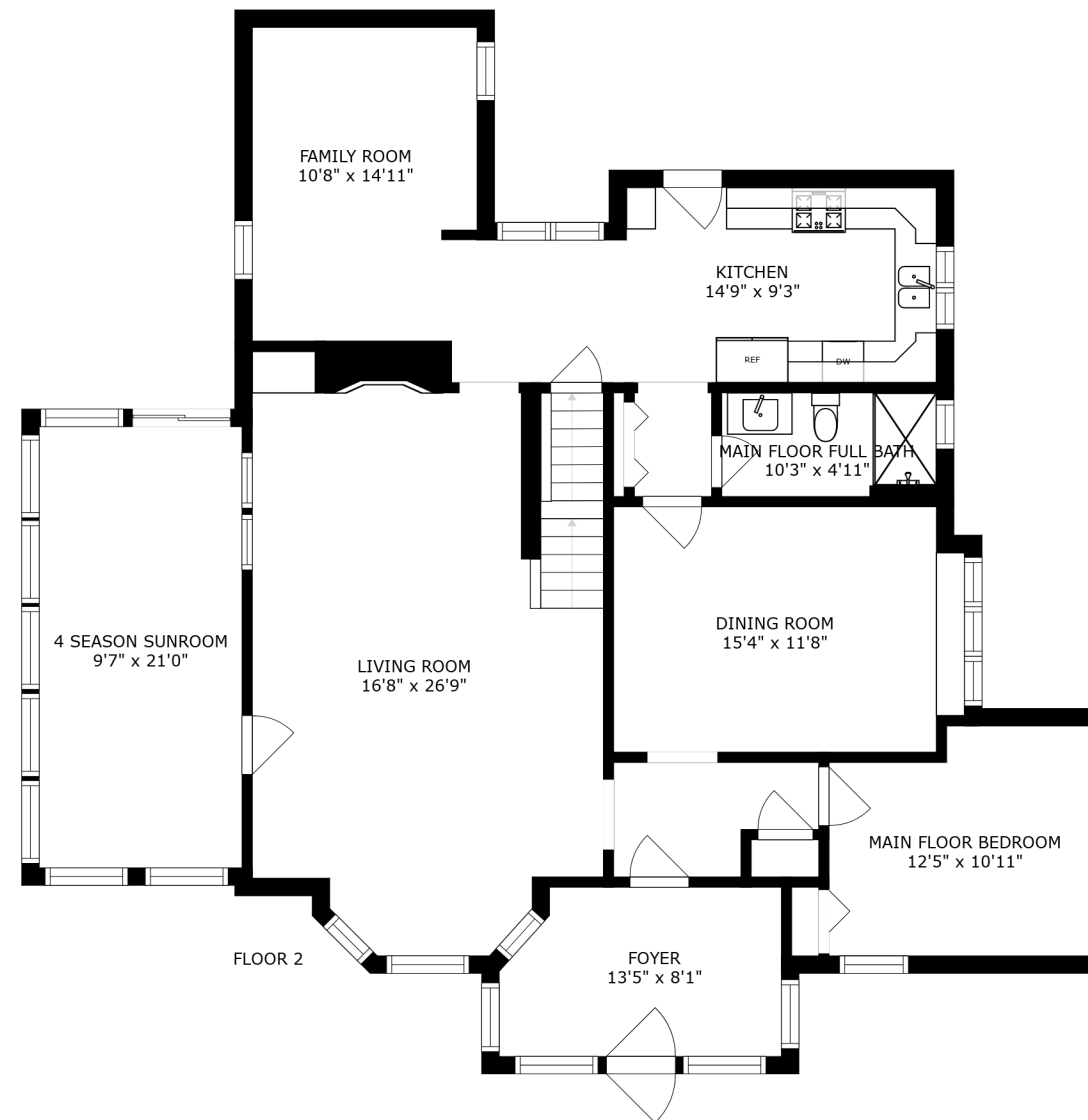 FAMILY ROOM
10'8" x 14'11"
KITCHEN
14'9" x 9'3"
REF
DW
MAIN FLOOR FULL BATH
10'3" x 4'11"
4 SEASON SUNROOM
9'7" x 21'0"
LIVING ROOM
16'8" x 26'9"
DINING ROOM
15'4" x 11'8"
MAIN FLOOR BEDROOM
12'5" x 10'11"
FLOOR 2
FOYER
13'5" x 8'1"